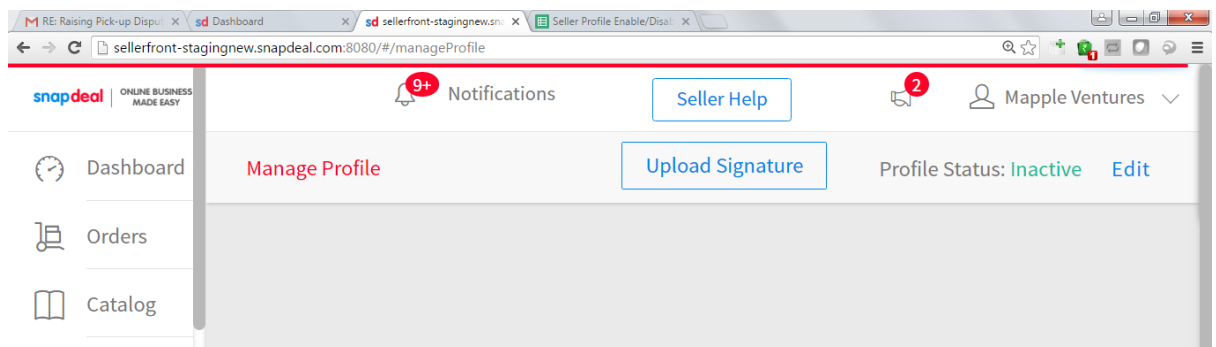 RE: Raising Pick-up Disput
sd Dashboard
sd sellerfront-stagingnew.sna
Seller Profile Enable/Disab
sellerfront-stagingnew.snapdeal.com:8080/#/manageProfile
1
snapdeal
ONLINE BUSINESS
MADE EASY
9+
Notifications
Seller Help
2
Mapple Ventures
Dashboard
Manage Profile
Upload Signature
Profile Status: Inactive
Edit
Orders
Catalog